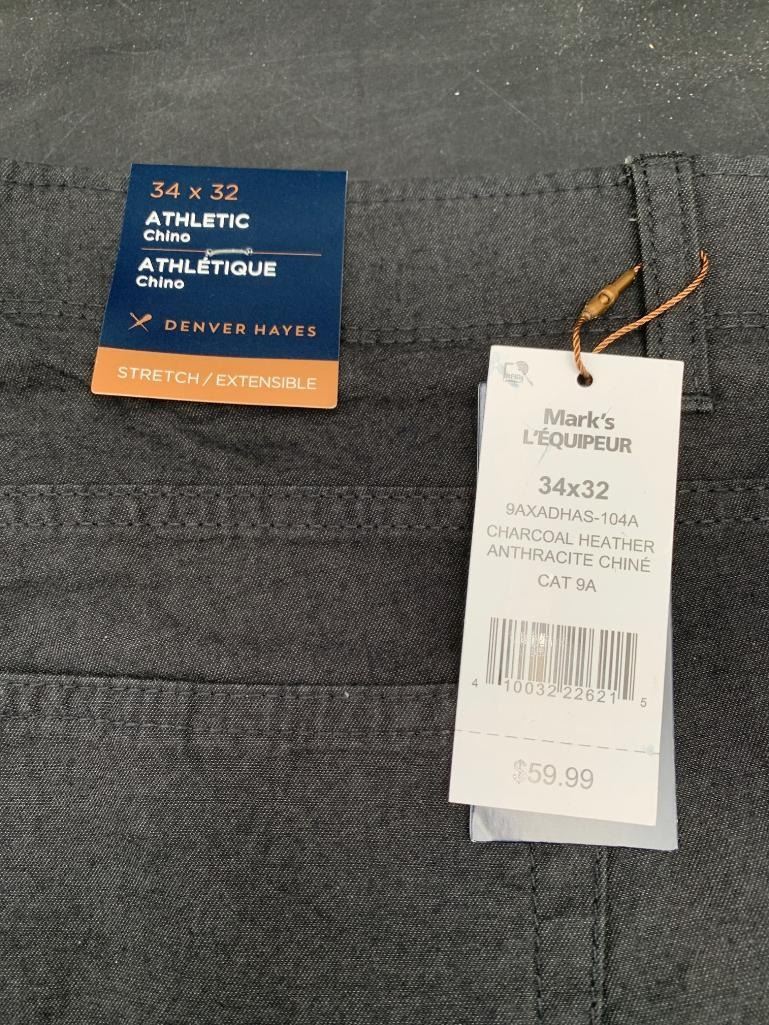 34 x 32
ATHLETIC
Chino
ATHLÉTIQUE
Chino
DENVER HAYES
STRETCH / EXTENSIBLE
Mark's
L'ÉQUIPEUR
34x32
9AXADHAS-104A
CHARCOAL HEATHER
ANTHRACITE CHINÉ
CAT 9A
4 10032 22621 5
$59.99